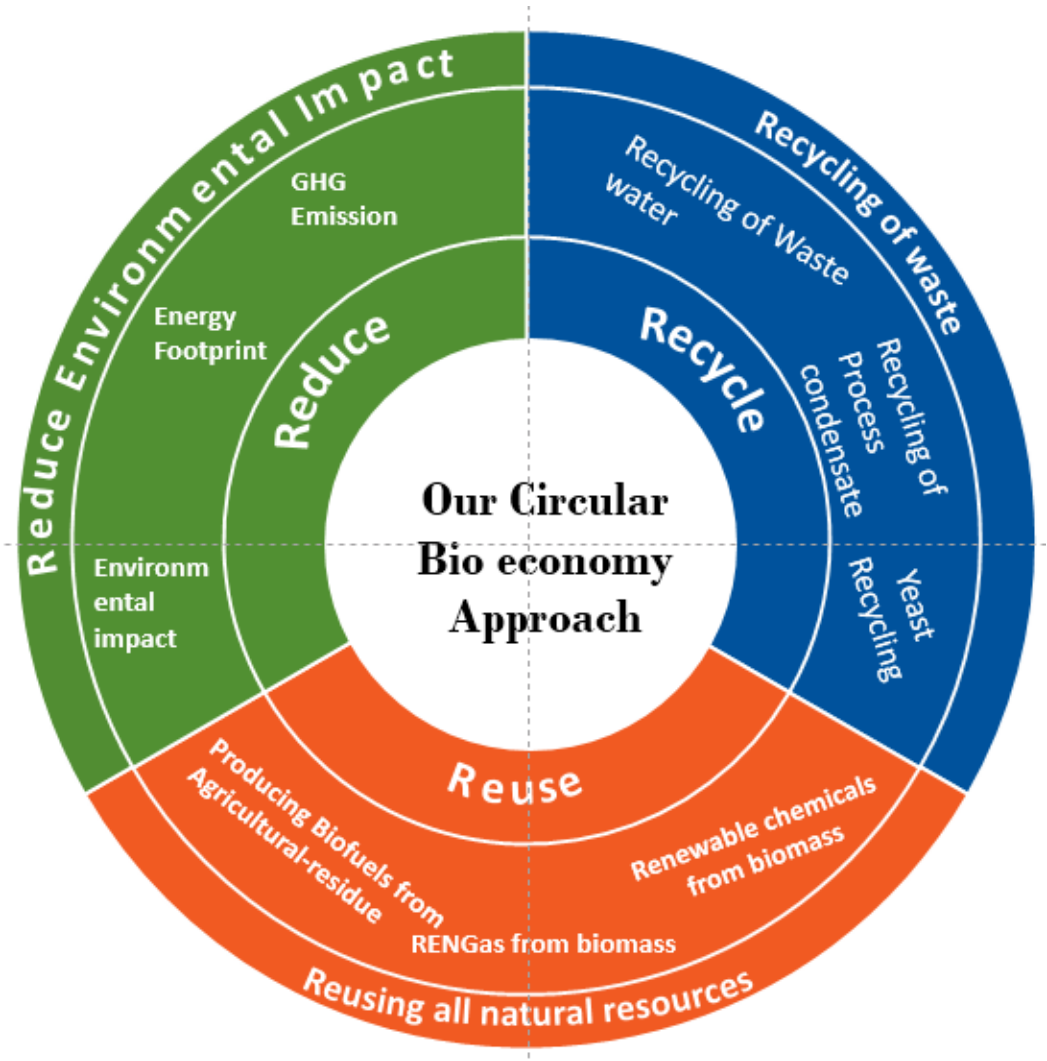 Reduce Environmental Impact
GHG
Emission
Energy
Footprint
Environm
ental
impact
Reduce
Recycling of waste
Recycling of Waste
water
Recycling of
Process
condensate
Yeast
Recycling
Recycle
Our Circular
Bio economy
Approach
Reuse
Producing Biofuels from
Agricultural-residue
RENGas from biomass
Renewable chemicals
from biomass
Reusing all natural resources